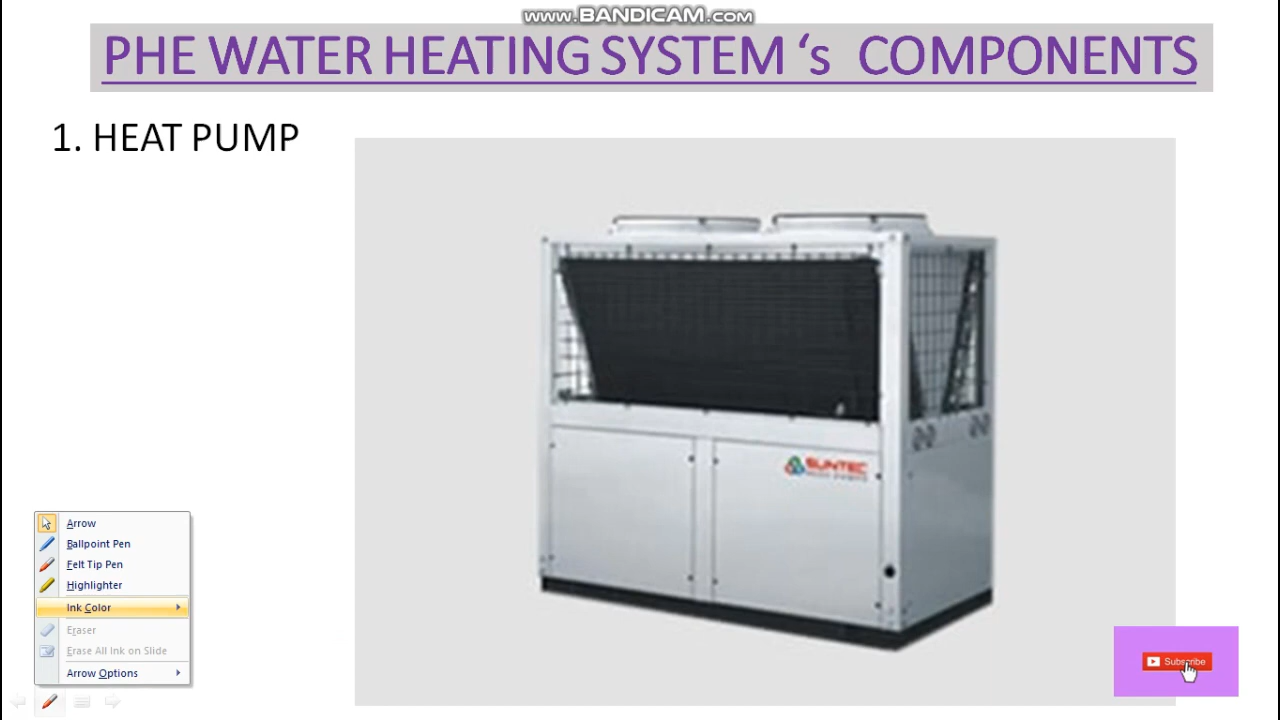 www.BANDICAM.com
PHE WATER HEATING SYSTEM ‘s COMPONENTS
1. HEAT PUMP
SUNTEC
Arrow
Ballpoint Pen
Felt Tip Pen
Highlighter
Ink Color
Eraser
Erase All Ink on Slide
Arrow Options
Subscribe